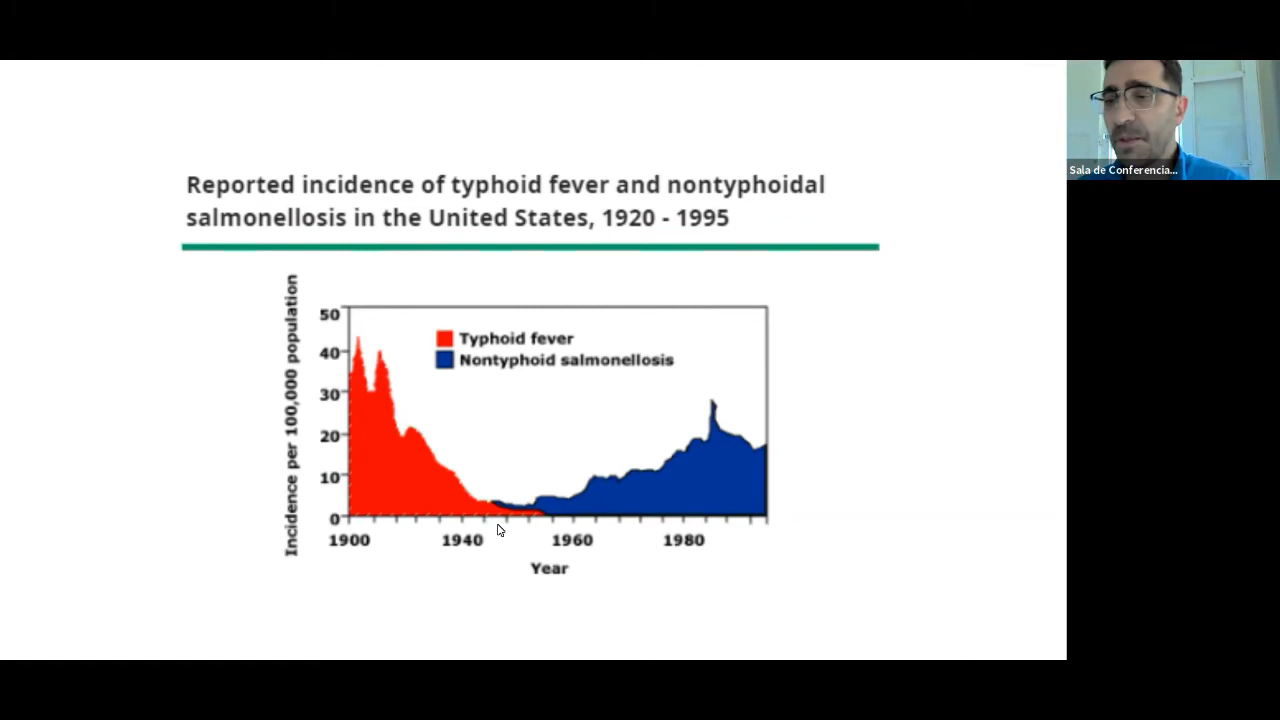 Reported incidence of typhoid fever and nontyphoidal
salmonellosis in the United States, 1920 - 1995
Incidence per 100,000 population
50
40
30
20
10
0
Typhoid fever
Nontyphoid salmonellosis
1900 1940 1960 1980
Year
Sala de Conferencia...